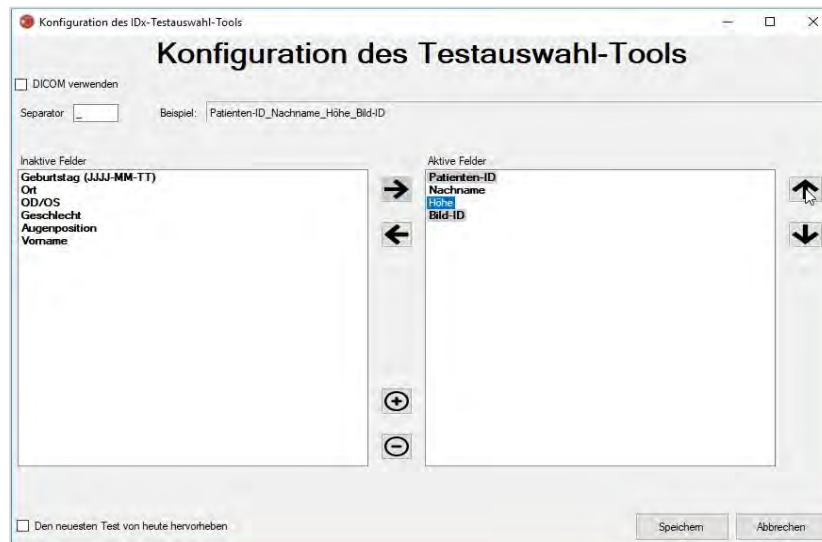 Konfiguration des IDx-Testauswahl-Tools
Konfiguration des Testauswahl-Tools
DICOM verwenden
Separator _ Beispiel: Patienten-ID_Nachname_Höhe_Bild-ID
Inaktive Felder
Geburtstag (JJJJ-MM-TT)
Ort
OD/OS
Geschlecht
Augenposition
Vorname
Aktive Felder
Patienten-ID
Nachname
Höhe
Bild-ID
Den neuesten Test von heute hervorheben
Speichern
Abbrechen